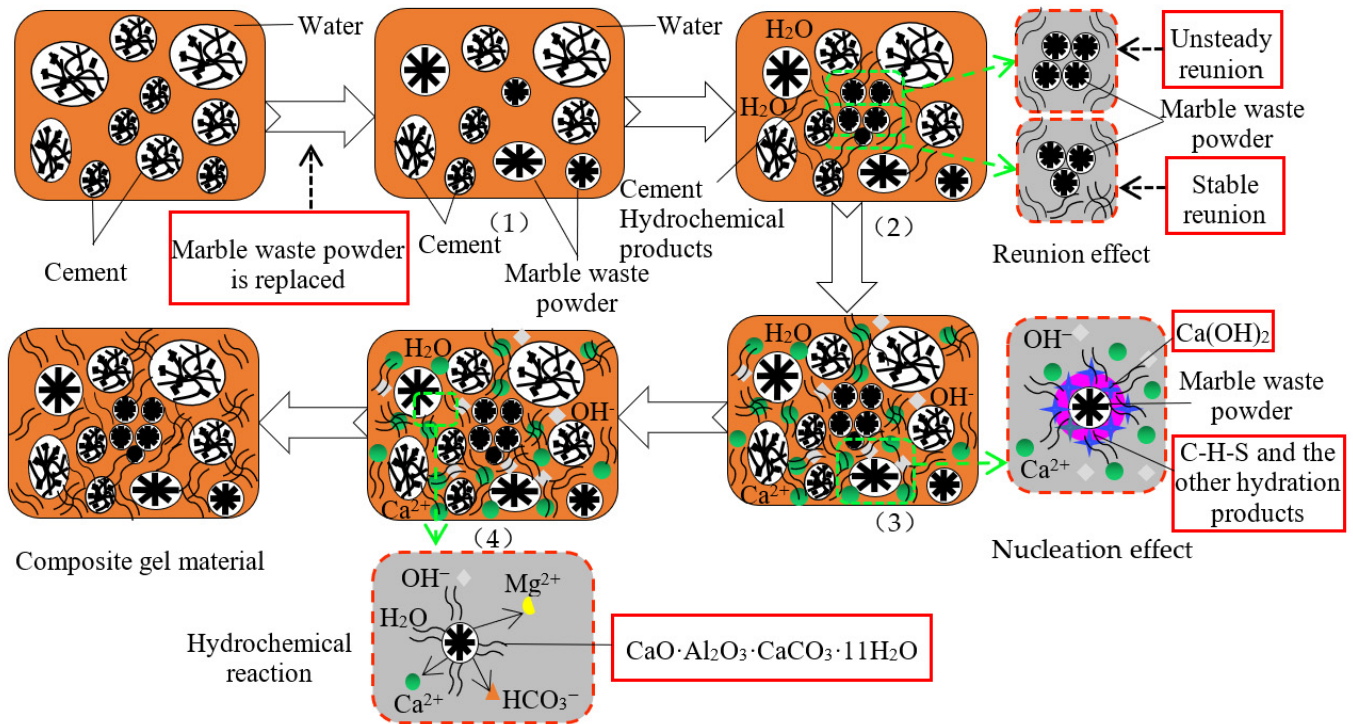 Water
Cement
Marble waste powder
is replaced
Water
Cement
(1)
Marble waste
powder
H₂O
H₂O
Cement
Hydrochemical
products
(2)
Unsteady
reunion
Marble waste
powder
Stable
reunion
Reunion effect
H₂O
OH-
Ca²⁺
(3)
OH⁻
Ca²⁺
Ca(OH)₂
Marble waste
powder
C-H-S and the
other hydration
products
Nucleation effect
H₂O
OH-
Ca²⁺
(4)
Composite gel material
Hydrochemical
reaction
OH⁻
Mg²⁺
H₂O
Ca²⁺
HCO₃⁻
CaO·Al₂O₃·CaCO₃·11H₂O